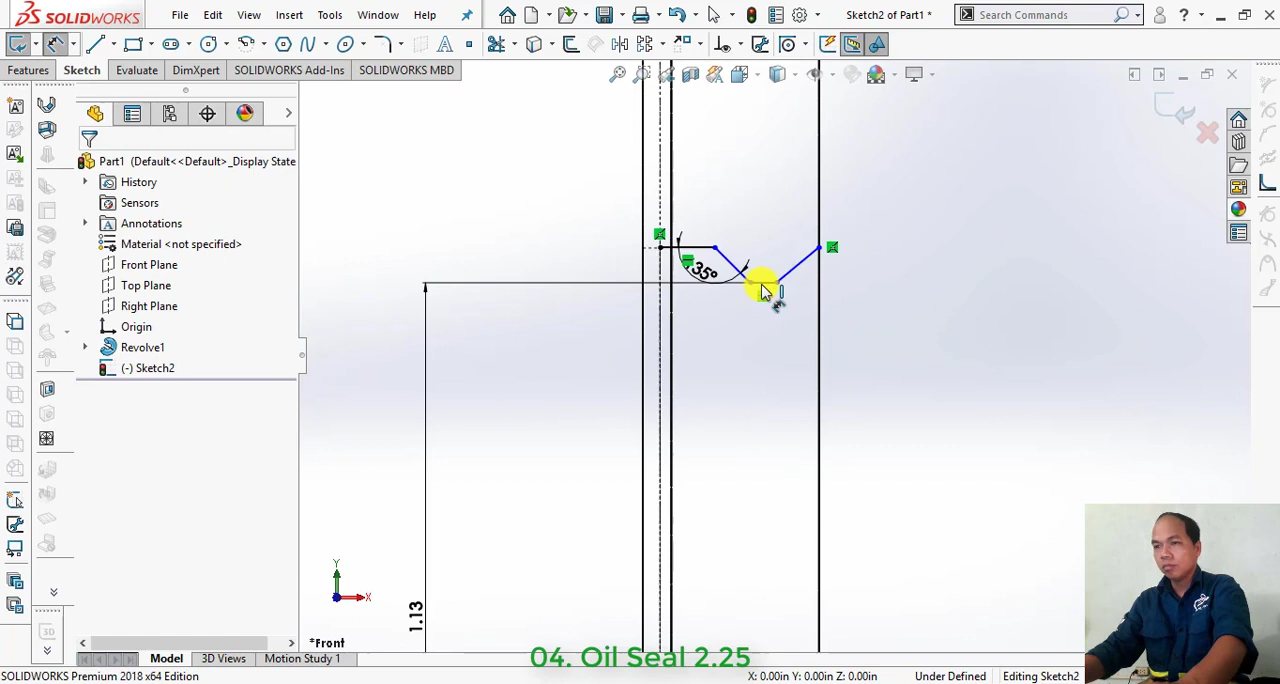 SOLIDWORKS
File
Edit
View
Insert
Tools
Window
Help
Sketch2 of Part1 *
Search Commands
Features
Sketch
Evaluate
DimXpert
SOLIDWORKS Add-Ins
SOLIDWORKS MBD
Part1 (Default<<Default>_Display State
History
Sensors
Annotations
Material <not specified>
Front Plane
Top Plane
Right Plane
Origin
Revolve1
(-) Sketch2
35°
1.13
Y
X
*Front
3D
Model
3D Views
Motion Study 1
04. Oil Seal 2.25
SOLIDWORKS Premium 2018 x64 Edition
X: 0.00in Y: 0.00in Z: 0.00in
Under Defined
Editing Sketch2